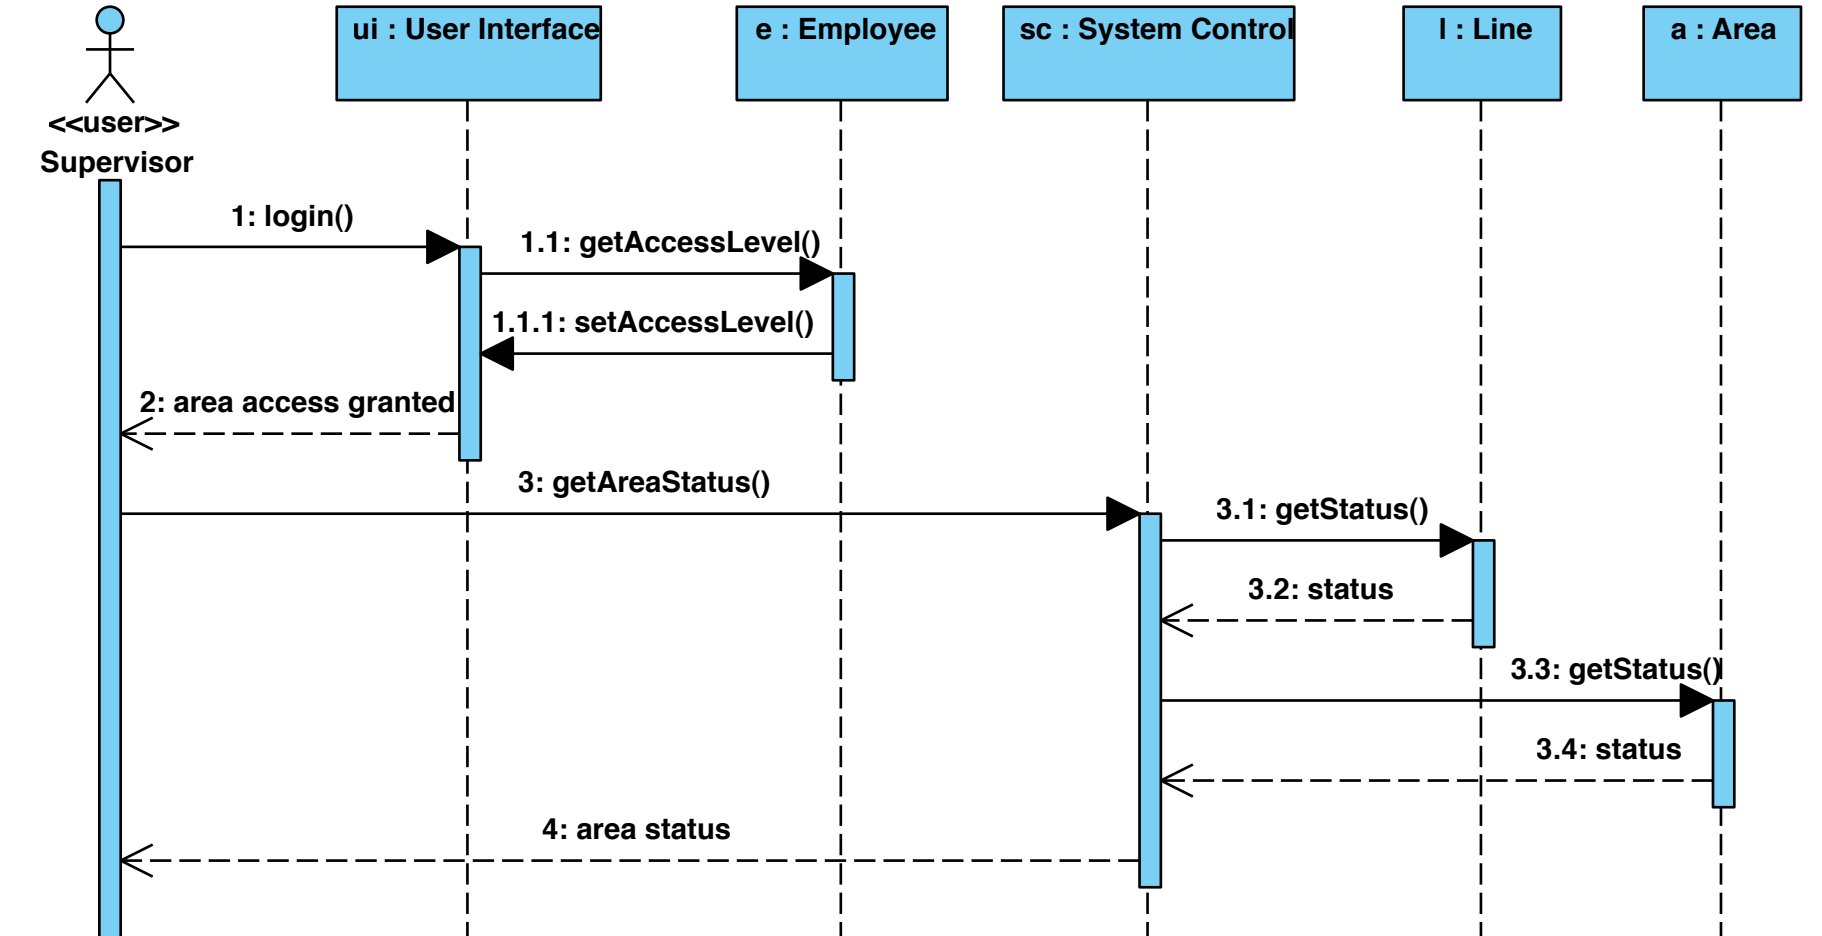 ui : User Interface
e : Employee
sc : System Control
l : Line
a : Area
<<user>>
Supervisor
1: login()
1.1: getAccessLevel()
1.1.1: setAccessLevel()
2: area access granted
3: getAreaStatus()
3.1: getStatus()
3.2: status
3.3: getStatus()
3.4: status
4: area status